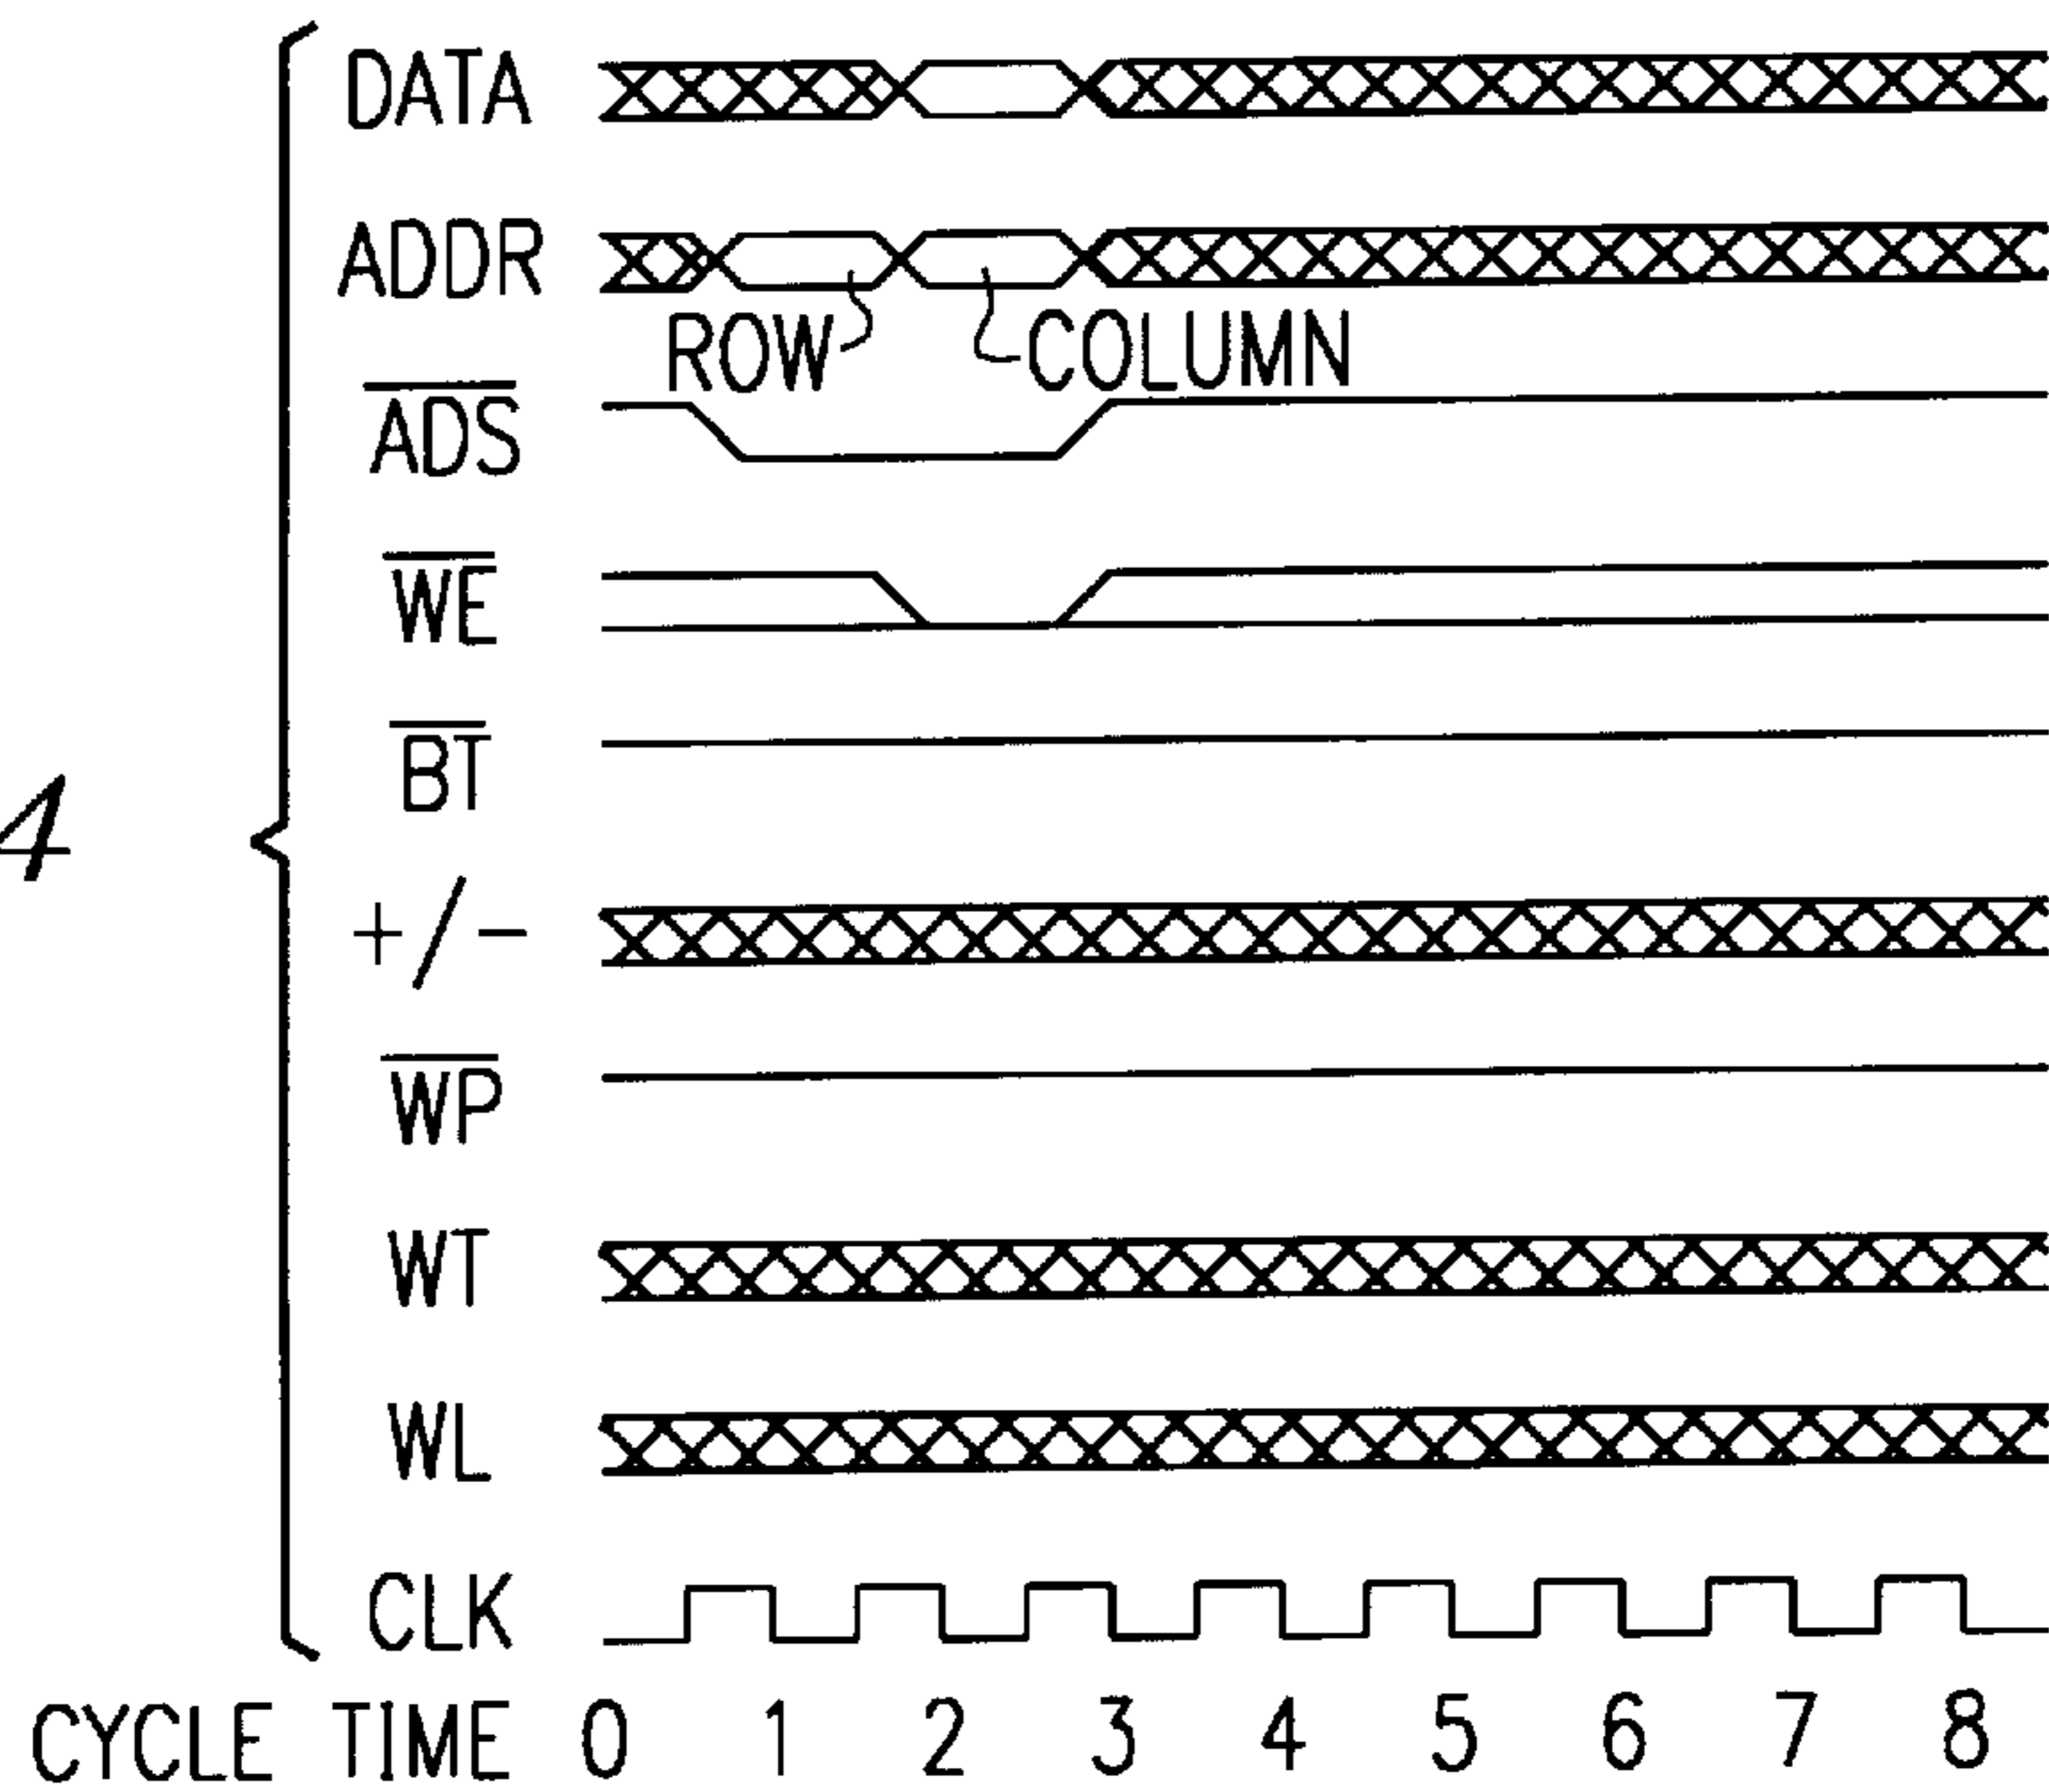 DATA
ADDR
ROW COLUMN
ADS
WE
BT
4
+/-
WP
WT
WL
CLK
CYCLE TIME 0 1 2 3 4 5 6 7 8